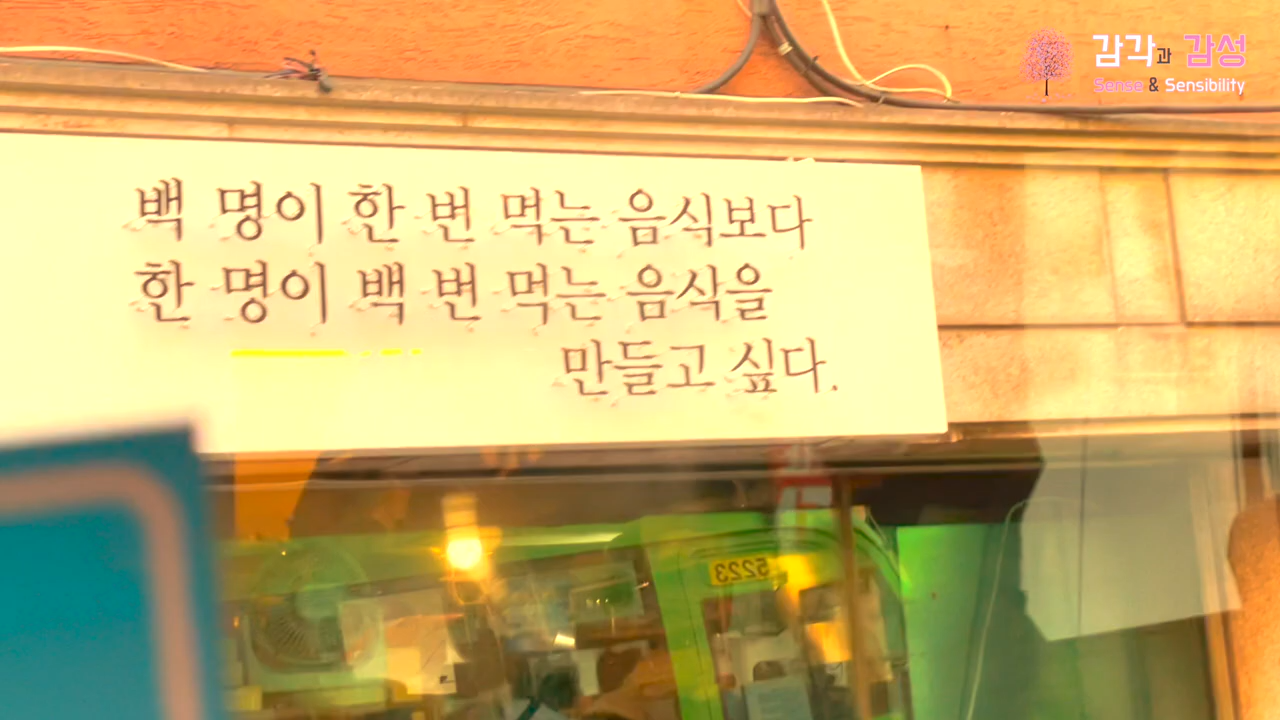 감각과 감성
Sense & Sensibility
백 명이 한 번 먹는 음식보다
한 명이 백 번 먹는 음식을
만들고 싶다.
5223